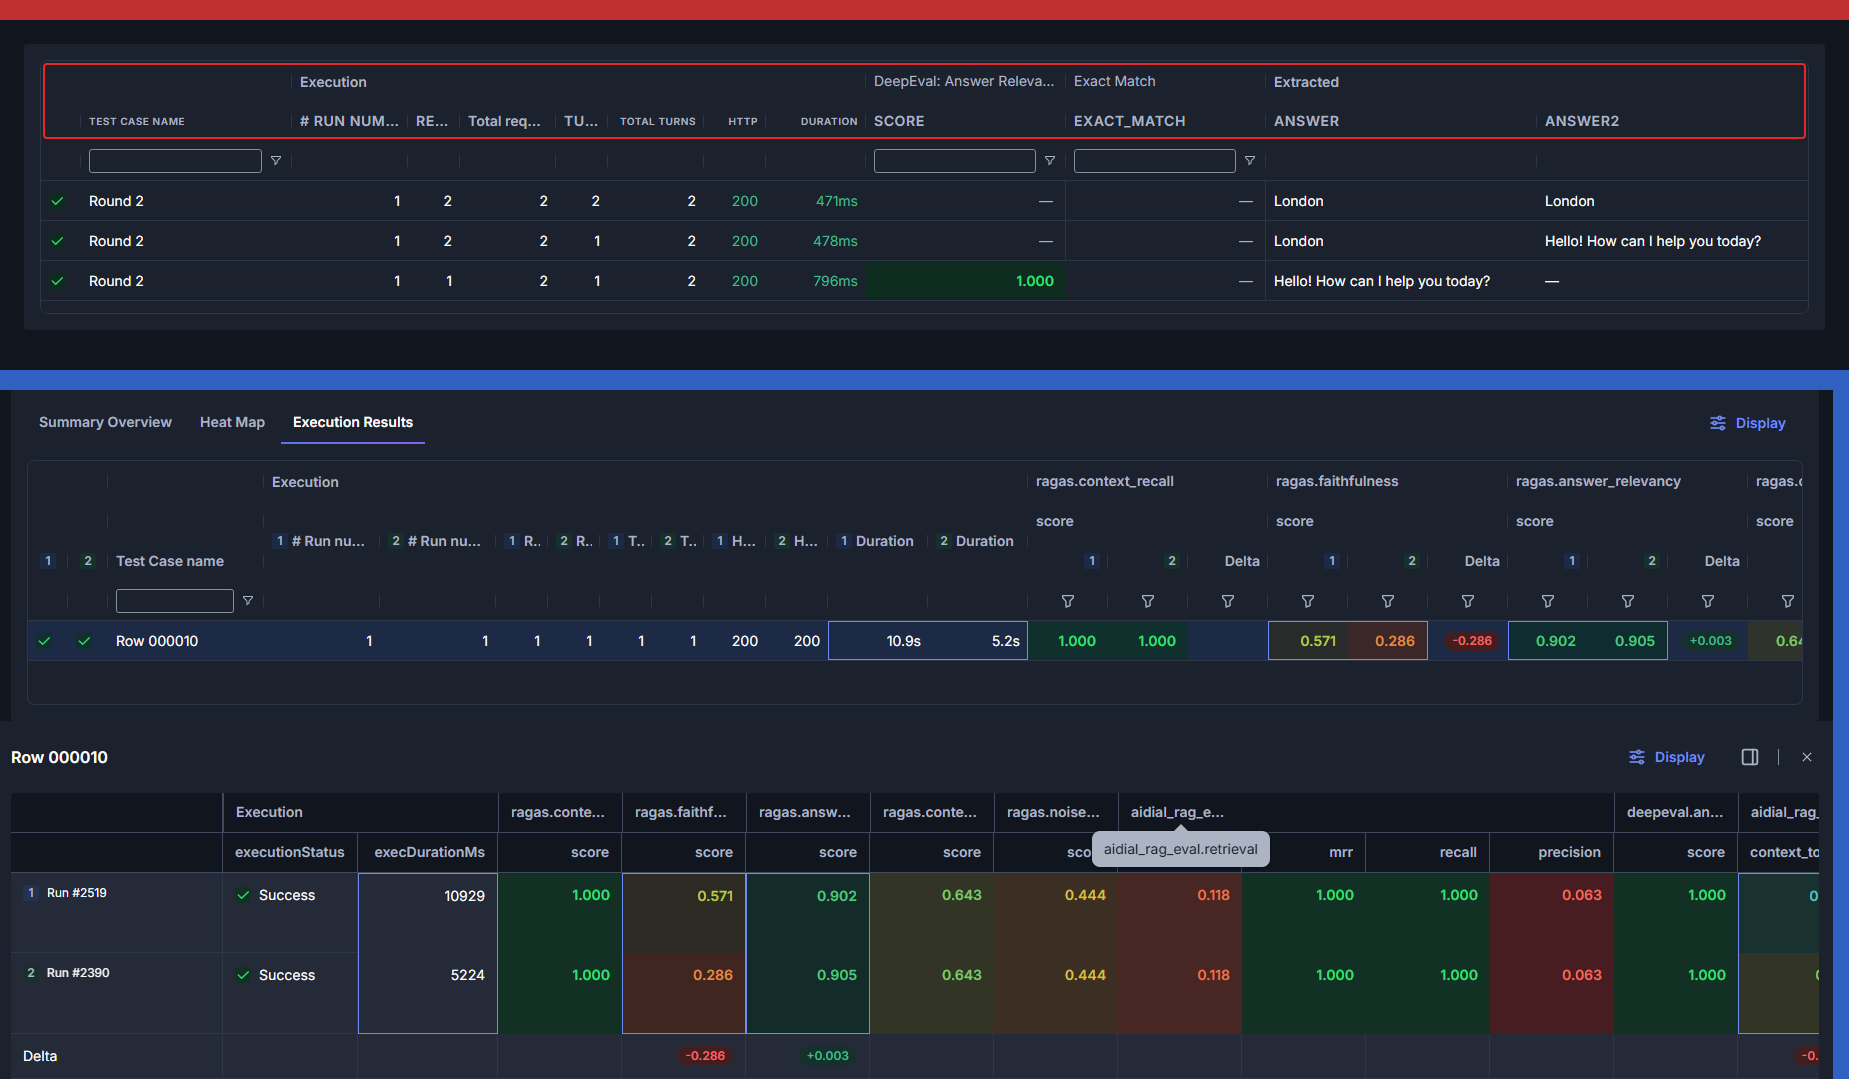 Execution DeepEval: Answer Releva... Exact Match Extracted
TEST CASE NAME # RUN NUM... RE... Total req... TU... TOTAL TURNS HTTP DURATION SCORE EXACT_MATCH ANSWER ANSWER2
Round 2 1 2 2 2 2 200 471ms — — London London
Round 2 1 2 2 1 2 200 478ms — — London Hello! How can I help you today?
Round 2 1 1 2 1 2 200 796ms 1.000 — Hello! How can I help you today? —
Summary Overview Heat Map Execution Results Display
Execution ragas.context_recall ragas.faithfulness ragas.answer_relevancy ragas.c
score score score score
1 # Run nu... 2 # Run nu... 1 R.. 2 R.. 1 T.. 2 T.. 1 H... 2 H... 1 Duration 2 Duration
1 2 Test Case name 1 2 Delta 1 2 Delta 1 2 Delta
Row 000010 1 1 1 1 1 1 200 200 10.9s 5.2s 1.000 1.000 0.571 0.286 -0.286 0.902 0.905 +0.003 0.64
Row 000010 Display
Execution ragas.conte... ragas.faithf... ragas.answ... ragas.conte... ragas.noise... aidial_rag_e... deepeval.an... aidial_rag_
executionStatus execDurationMs score score score score sco aidial_rag_eval.retrieval mrr recall precision score context_to
1 Run #2519 Success 10929 1.000 0.571 0.902 0.643 0.444 0.118 1.000 1.000 0.063 1.000 0
2 Run #2390 Success 5224 1.000 0.286 0.905 0.643 0.444 0.118 1.000 1.000 0.063 1.000
Delta -0.286 +0.003 -0.